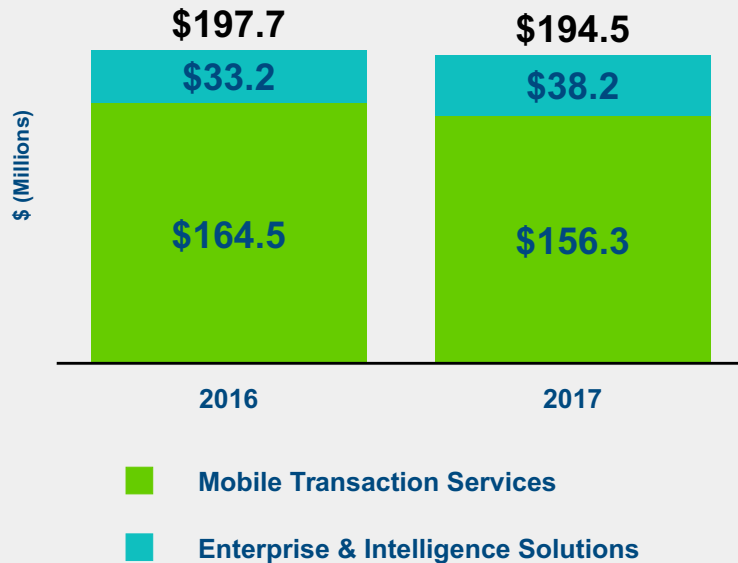 $197.7
$194.5
$33.2
$38.2
$ (Millions)
$164.5
$156.3
2016
2017
Mobile Transaction Services
Enterprise & Intelligence Solutions